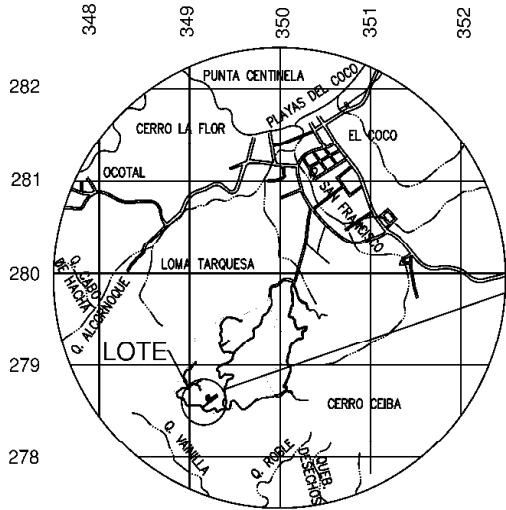 348
349
350
351
352
282
PUNTA CENTINELA
PLAYAS DEL COCO
CERRO LA FLOR
EL COCO
281
OCOTAL
SAN FRANCISCO
280
Q. CABO
DE HACHA
LOMA TARQUESA
Q. ALCORNOQUE
LOTE
279
CERRO CEIBA
278
Q. VAINILLA
Q. ROBLE
QUEB.
DESECHOS